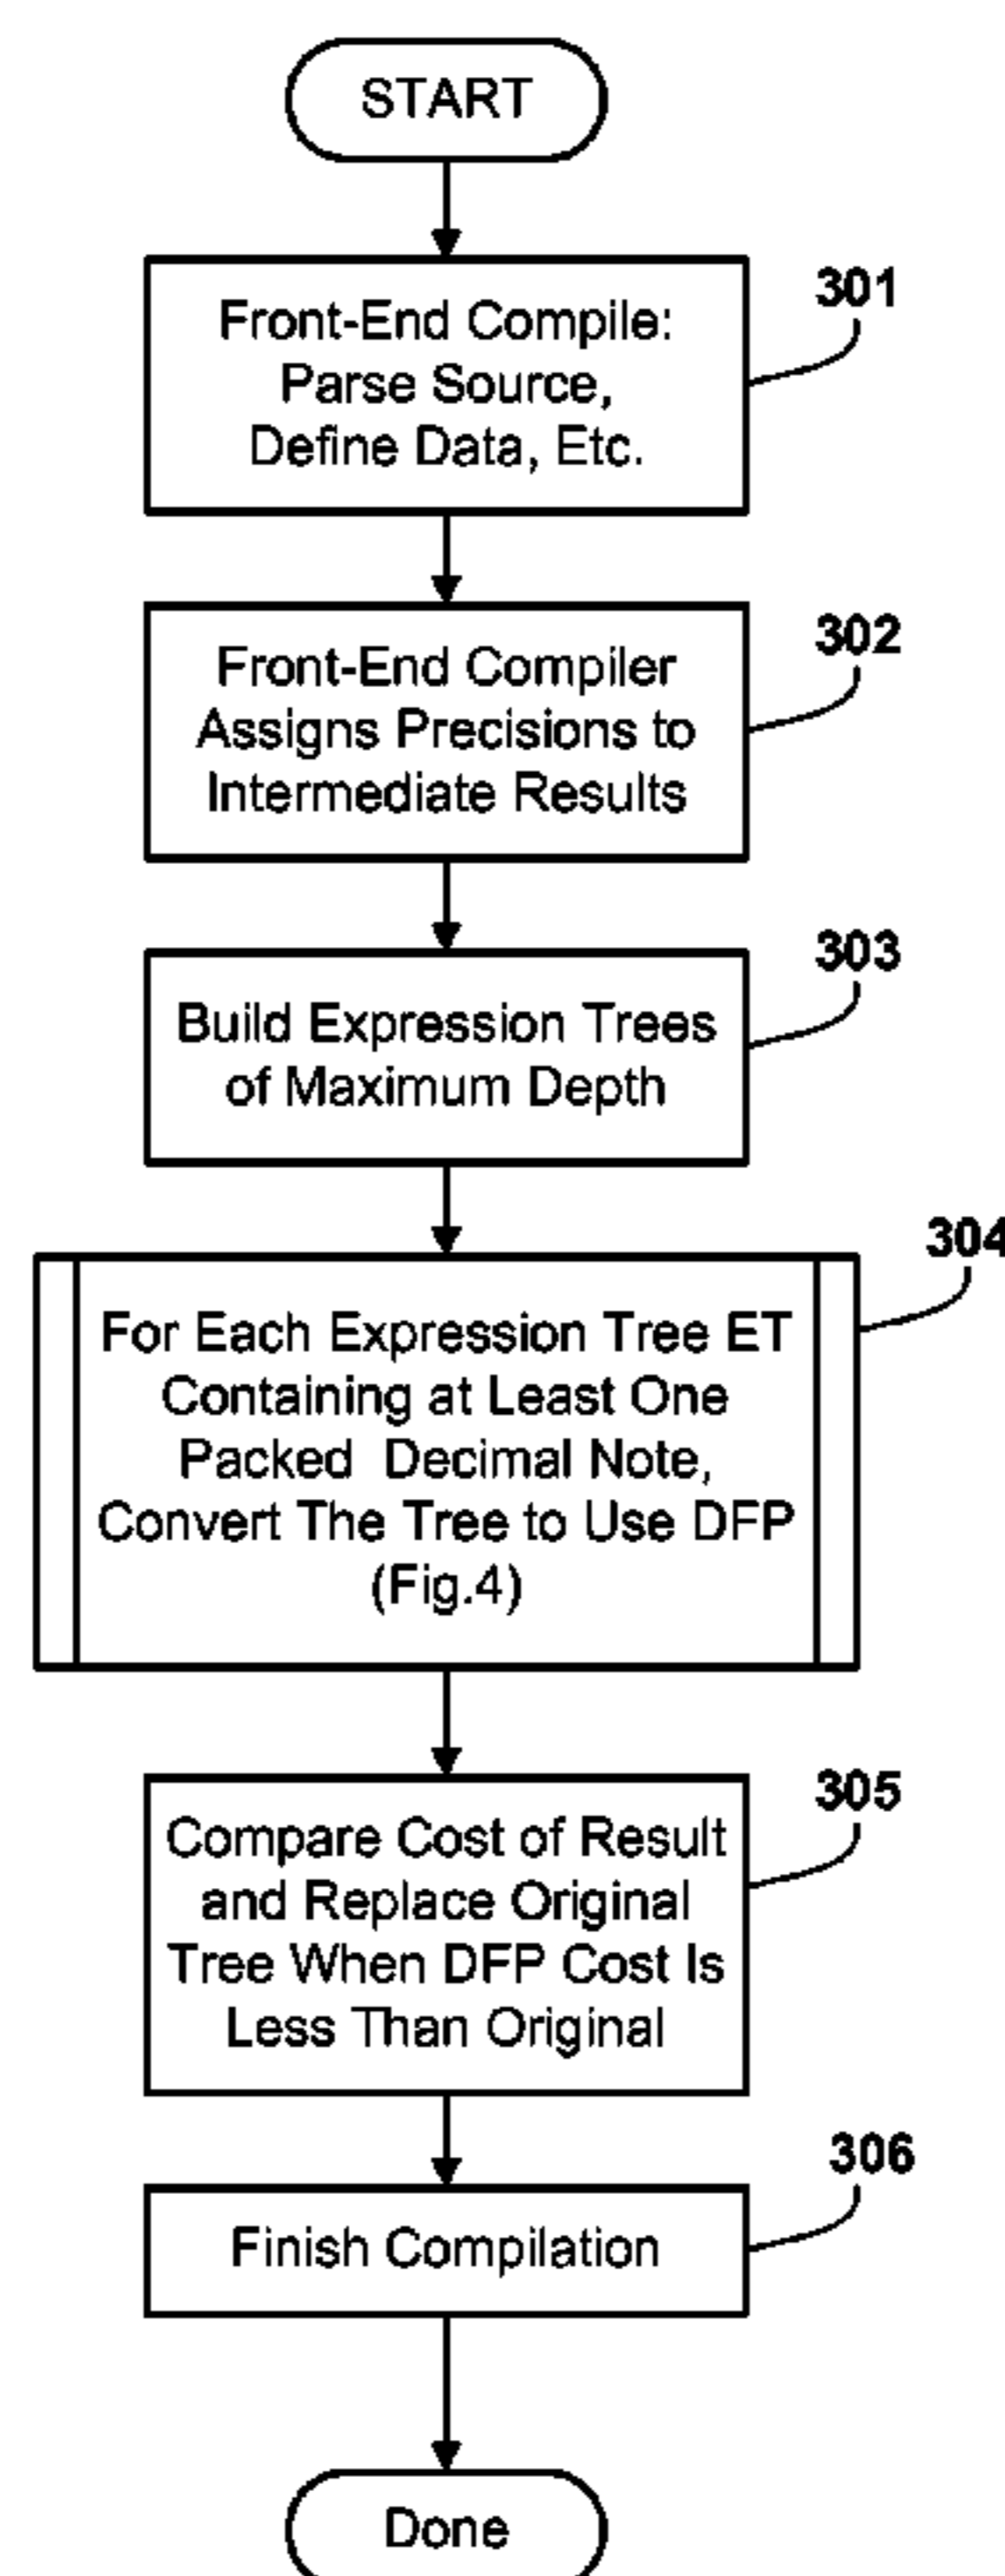 START
301
Front-End Compile:
Parse Source,
Define Data, Etc.
302
Front-End Compiler
Assigns Precisions to
Intermediate Results
303
Build Expression Trees
of Maximum Depth
304
For Each Expression Tree ET
Containing at Least One
Packed Decimal Note,
Convert The Tree to Use DFP
(Fig.4)
305
Compare Cost of Result
and Replace Original
Tree When DFP Cost Is
Less Than Original
306
Finish Compilation
Done